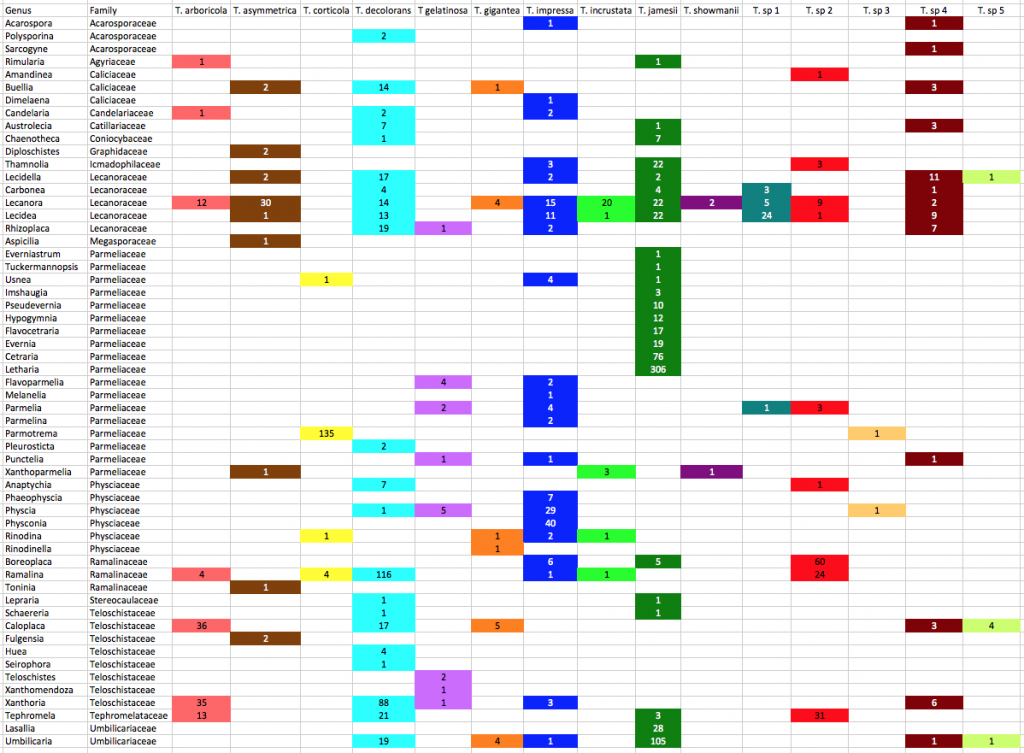 Genus Family T. arboricola T. asymmetrica T. corticola T. decolorans T gelatinosa T. gigantea T. impressa T. incrustata T. jamesii T. showmanii T. sp 1 T. sp 2 T. sp 3 T. sp 4 T. sp 5
Acarospora Acarosporaceae 1 1
Polysporina Acarosporaceae 2
Sarcogyne Acarosporaceae 1
Rimularia Agyriaceae 1 1
Amandinea Caliciaceae 1
Buellia Caliciaceae 2 14 1 3
Dimelaena Caliciaceae 1
Candelaria Candelariaceae 1 2 2
Austrolecia Catillariaceae 7 1 3
Chaenotheca Coniocybaceae 1 7
Diploschistes Graphidaceae 2
Thamnolia Icmadophilaceae 3 22 3
Lecidella Lecanoraceae 2 17 2 2 11 1
Carbonea Lecanoraceae 4 4 3 1
Lecanora Lecanoraceae 12 30 14 4 15 20 22 2 5 9 2
Lecidea Lecanoraceae 1 13 11 1 22 24 1 9
Rhizoplaca Lecanoraceae 19 1 2 7
Aspicilia Megasporaceae 1
Everniastrum Parmeliaceae 1
Tuckermannopsis Parmeliaceae 1
Usnea Parmeliaceae 1 4 1
Imshaugia Parmeliaceae 3
Pseudevernia Parmeliaceae 10
Hypogymnia Parmeliaceae 12
Flavocetraria Parmeliaceae 17
Evernia Parmeliaceae 19
Cetraria Parmeliaceae 76
Letharia Parmeliaceae 306
Flavoparmelia Parmeliaceae 4 2
Melanelia Parmeliaceae 1
Parmelia Parmeliaceae 2 4 1 3
Parmelina Parmeliaceae 2
Parmotrema Parmeliaceae 135 1
Pleurosticta Parmeliaceae 2
Punctelia Parmeliaceae 1 1 1
Xanthoparmelia Parmeliaceae 1 3 1
Anaptychia Physciaceae 7 1
Phaeophyscia Physciaceae 7
Physcia Physciaceae 1 5 29 1
Physconia Physciaceae 40
Rinodina Physciaceae 1 1 2 1
Rinodinella Physciaceae 1
Boreoplaca Ramalinaceae 6 5 60
Ramalina Ramalinaceae 4 4 116 1 1 24
Toninia Ramalinaceae 1
Lepraria Stereocaulaceae 1 1
Schaereria Teloschistaceae 1 1
Caloplaca Teloschistaceae 36 17 5 3 4
Fulgensia Teloschistaceae 2
Huea Teloschistaceae 4
Seirophora Teloschistaceae 1
Teloschistes Teloschistaceae 2
Xanthomendoza Teloschistaceae 1
Xanthoria Teloschistaceae 35 88 1 3 6
Tephromela Tephromelataceae 13 21 3 31
Lasallia Umbilicariaceae 28
Umbilicaria Umbilicariaceae 19 4 1 105 1 1